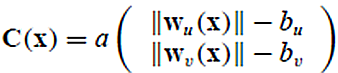 C(x) = a ( ‖w_u(x)‖ − b_u
‖w_v(x)‖ − b_v )